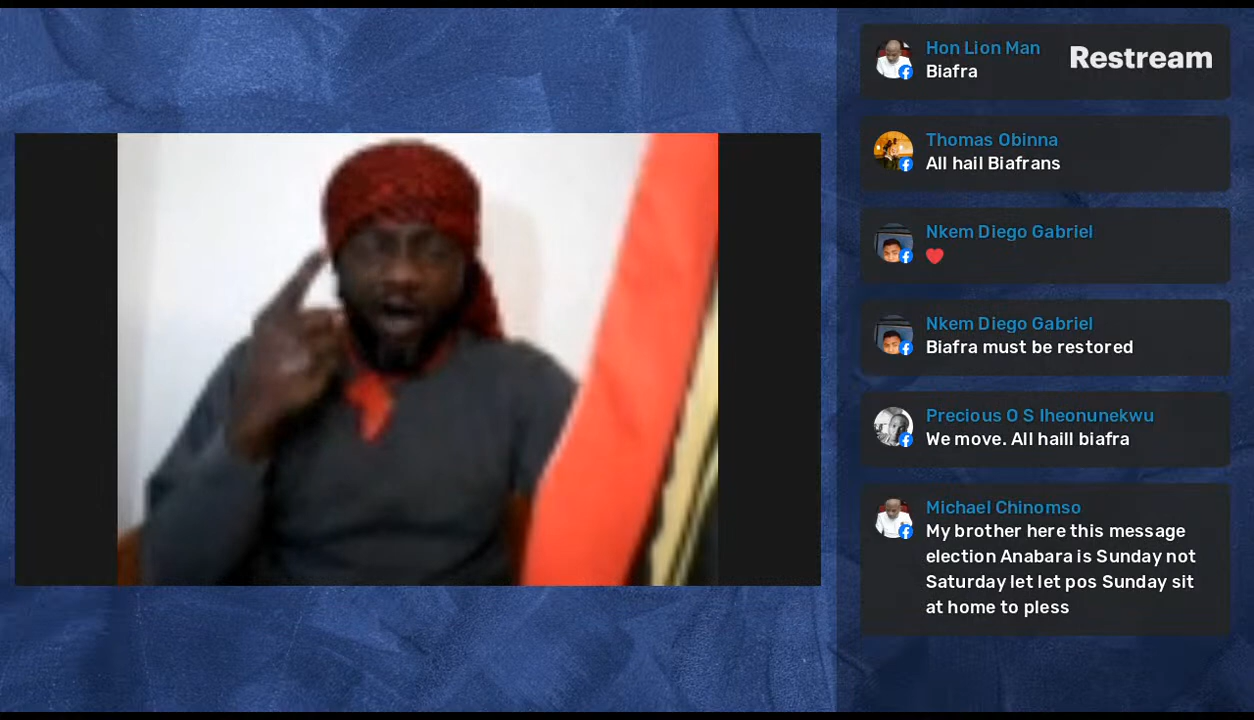 Hon Lion Man
Biafra
Restream
Thomas Obinna
All hail Biafrans
Nkem Diego Gabriel
Nkem Diego Gabriel
Biafra must be restored
Precious O S Iheonunekwu
We move. All haill biafra
Michael Chinomso
My brother here this message
election Anabara is Sunday not
Saturday let let pos Sunday sit
at home to pless